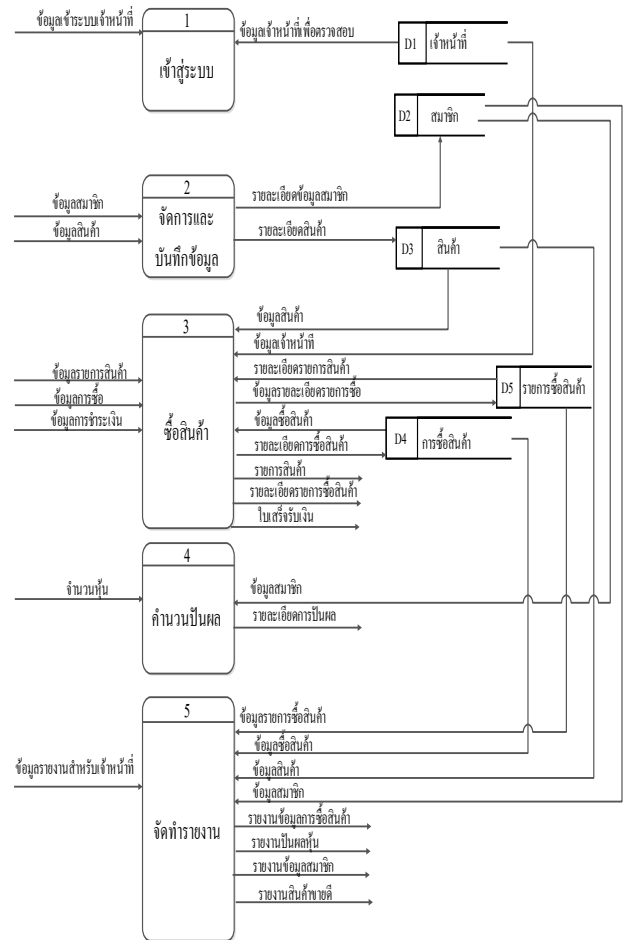 ข้อมูลเข้าระบบเจ้าหน้าที่
1
เข้าสู่ระบบ
ข้อมูลเจ้าหน้าที่เพื่อตรวจสอบ
D1
เจ้าหน้าที่
D2
สมาชิก
ข้อมูลสมาชิก
ข้อมูลสินค้า
2
จัดการและ
บันทึกข้อมูล
รายละเอียดข้อมูลสมาชิก
รายละเอียดสินค้า
D3
สินค้า
ข้อมูลรายการสินค้า
ข้อมูลการซื้อ
ข้อมูลการชำระเงิน
3
ซื้อสินค้า
ข้อมูลสินค้า
ข้อมูลเจ้าหน้าที
รายละเอียดรายการสินค้า
ข้อมูลรายละเอียดรายการซื้อ
D5
รายการซื้อสินค้า
ข้อมูลซื้อสินค้า
รายละเอียดการซื้อสินค้า
D4
การซื้อสินค้า
รายการสินค้า
รายละเอียดรายการซื้อสินค้า
ใบเสร็จรับเงิน
จำนวนหุ้น
4
คำนวนปันผล
ข้อมูลสมาชิก
รายละเอียดการปันผล
ข้อมูลรายงานสำหรับเจ้าหน้าที่
5
จัดทำรายงาน
ข้อมูลรายการซื้อสินค้า
ข้อมูลซื้อสินค้า
ข้อมูลสินค้า
ข้อมูลสมาชิก
รายงานข้อมูลการซื้อสินค้า
รายงานปันผลหุ้น
รายงานข้อมูลสมาชิก
รายงานสินค้าขายดี